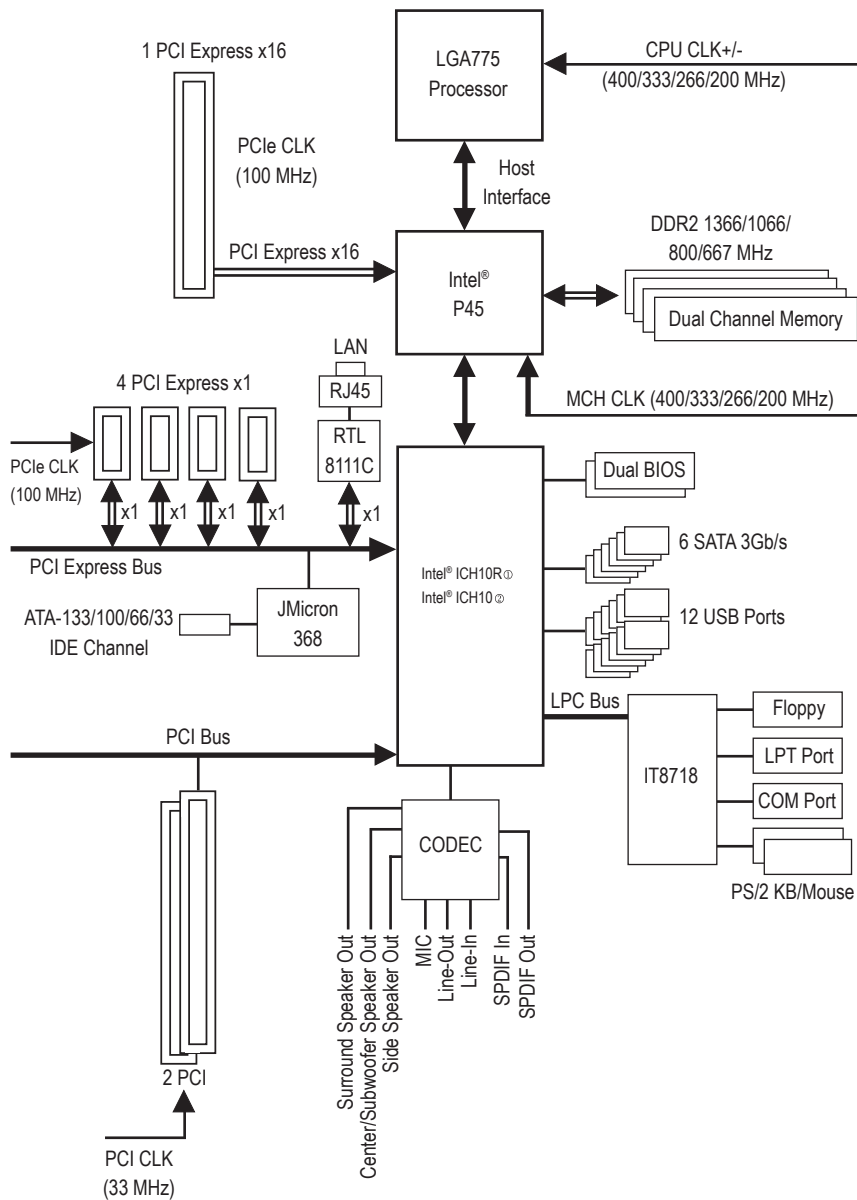 1 PCI Express x16
LGA775
Processor
CPU CLK+/-
(400/333/266/200 MHz)
PCIe CLK
(100 MHz)
Host
Interface
DDR2 1366/1066/
800/667 MHz
PCI Express x16
Intel®
P45
Dual Channel Memory
LAN
RJ45
4 PCI Express x1
MCH CLK (400/333/266/200 MHz)
RTL
8111C
PCIe CLK
(100 MHz)
x1
x1
x1
x1
x1
Dual BIOS
PCI Express Bus
6 SATA 3Gb/s
Intel® ICH10R①
Intel® ICH10②
ATA-133/100/66/33
IDE Channel
JMicron
368
12 USB Ports
LPC Bus
PCI Bus
IT8718
Floppy
LPT Port
COM Port
PS/2 KB/Mouse
CODEC
Surround Speaker Out
Center/Subwoofer Speaker Out
Side Speaker Out
MIC
Line-Out
Line-In
SPDIF In
SPDIF Out
2 PCI
PCI CLK
(33 MHz)